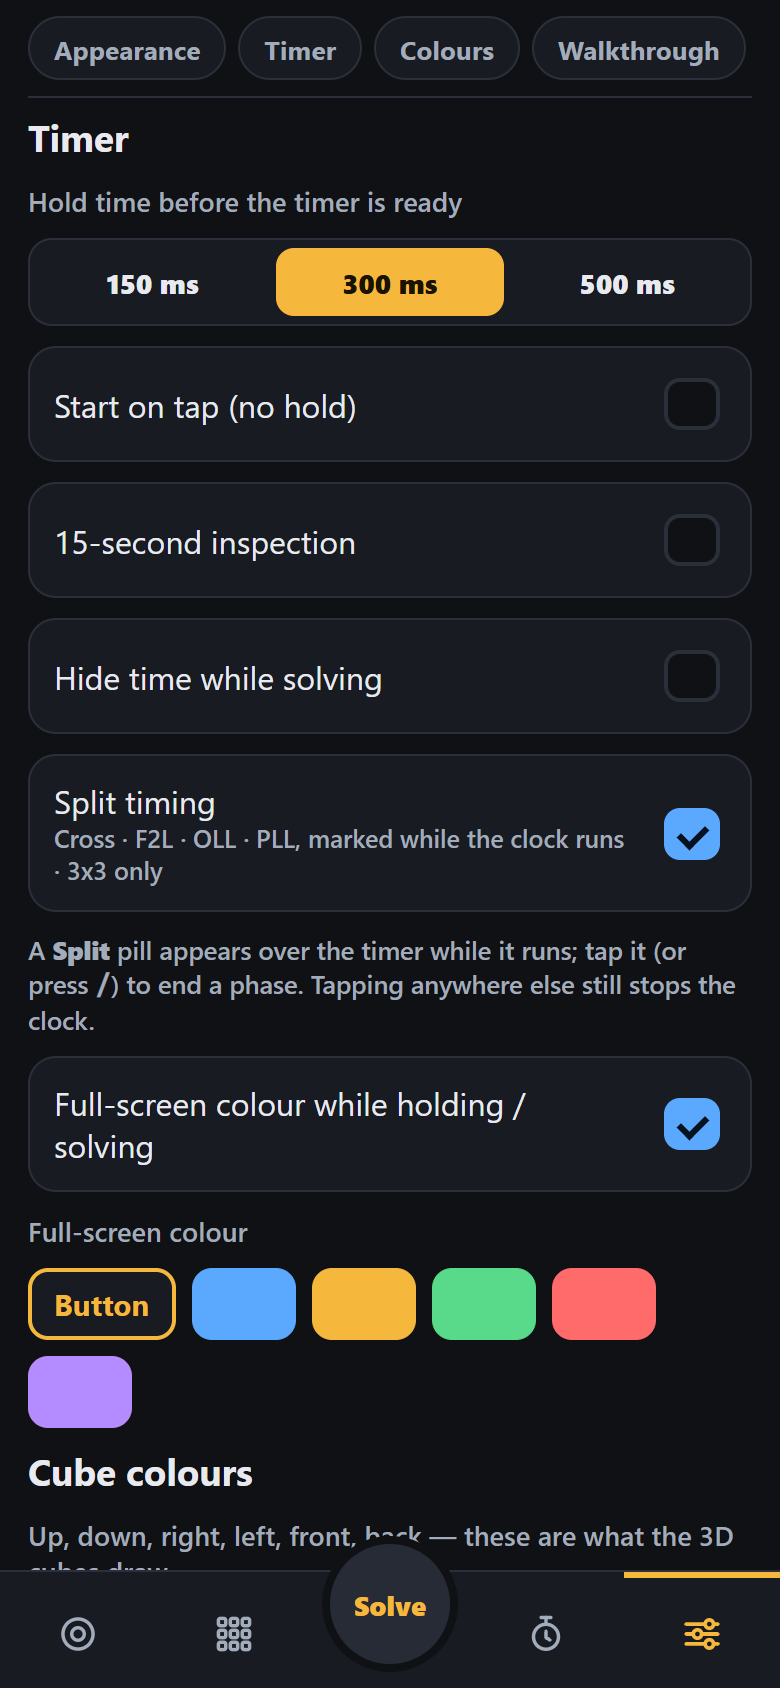 Appearance
Timer
Colours
Walkthrough
Timer
Hold time before the timer is ready
150 ms
300 ms
500 ms
Start on tap (no hold)
15-second inspection
Hide time while solving
Split timing
Cross · F2L · OLL · PLL, marked while the clock runs
· 3x3 only
A Split pill appears over the timer while it runs; tap it (or
press /) to end a phase. Tapping anywhere else still stops the
clock.
Full-screen colour while holding /
solving
Full-screen colour
Button
Cube colours
Up, down, right, left, front, back — these are what the 3D
cubes draw
Solve